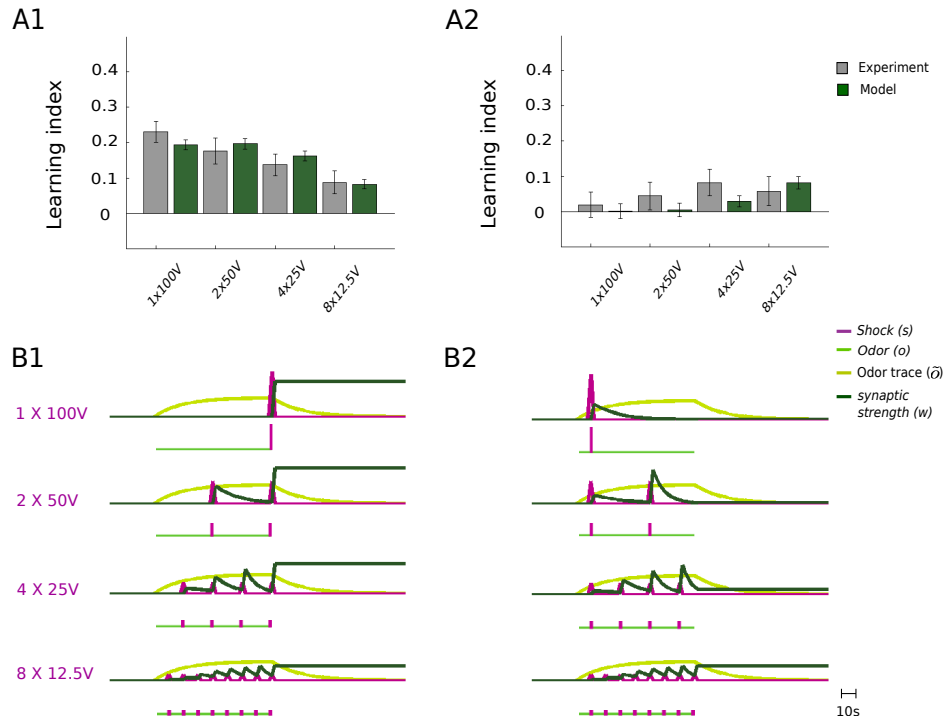 A1
Learning index
0.4
0.3
0.2
0.1
0
1x100V
2x50V
4x25V
8x12.5V
A2
Learning index
0.4
0.3
0.2
0.1
0
1x100V
2x50V
4x25V
8x12.5V
Experiment
Model
B1
1 X 100V
2 X 50V
4 X 25V
8 X 12.5V
B2
Shock (s)
Odor (o)
Odor trace (õ)
synaptic
strength (w)
10s